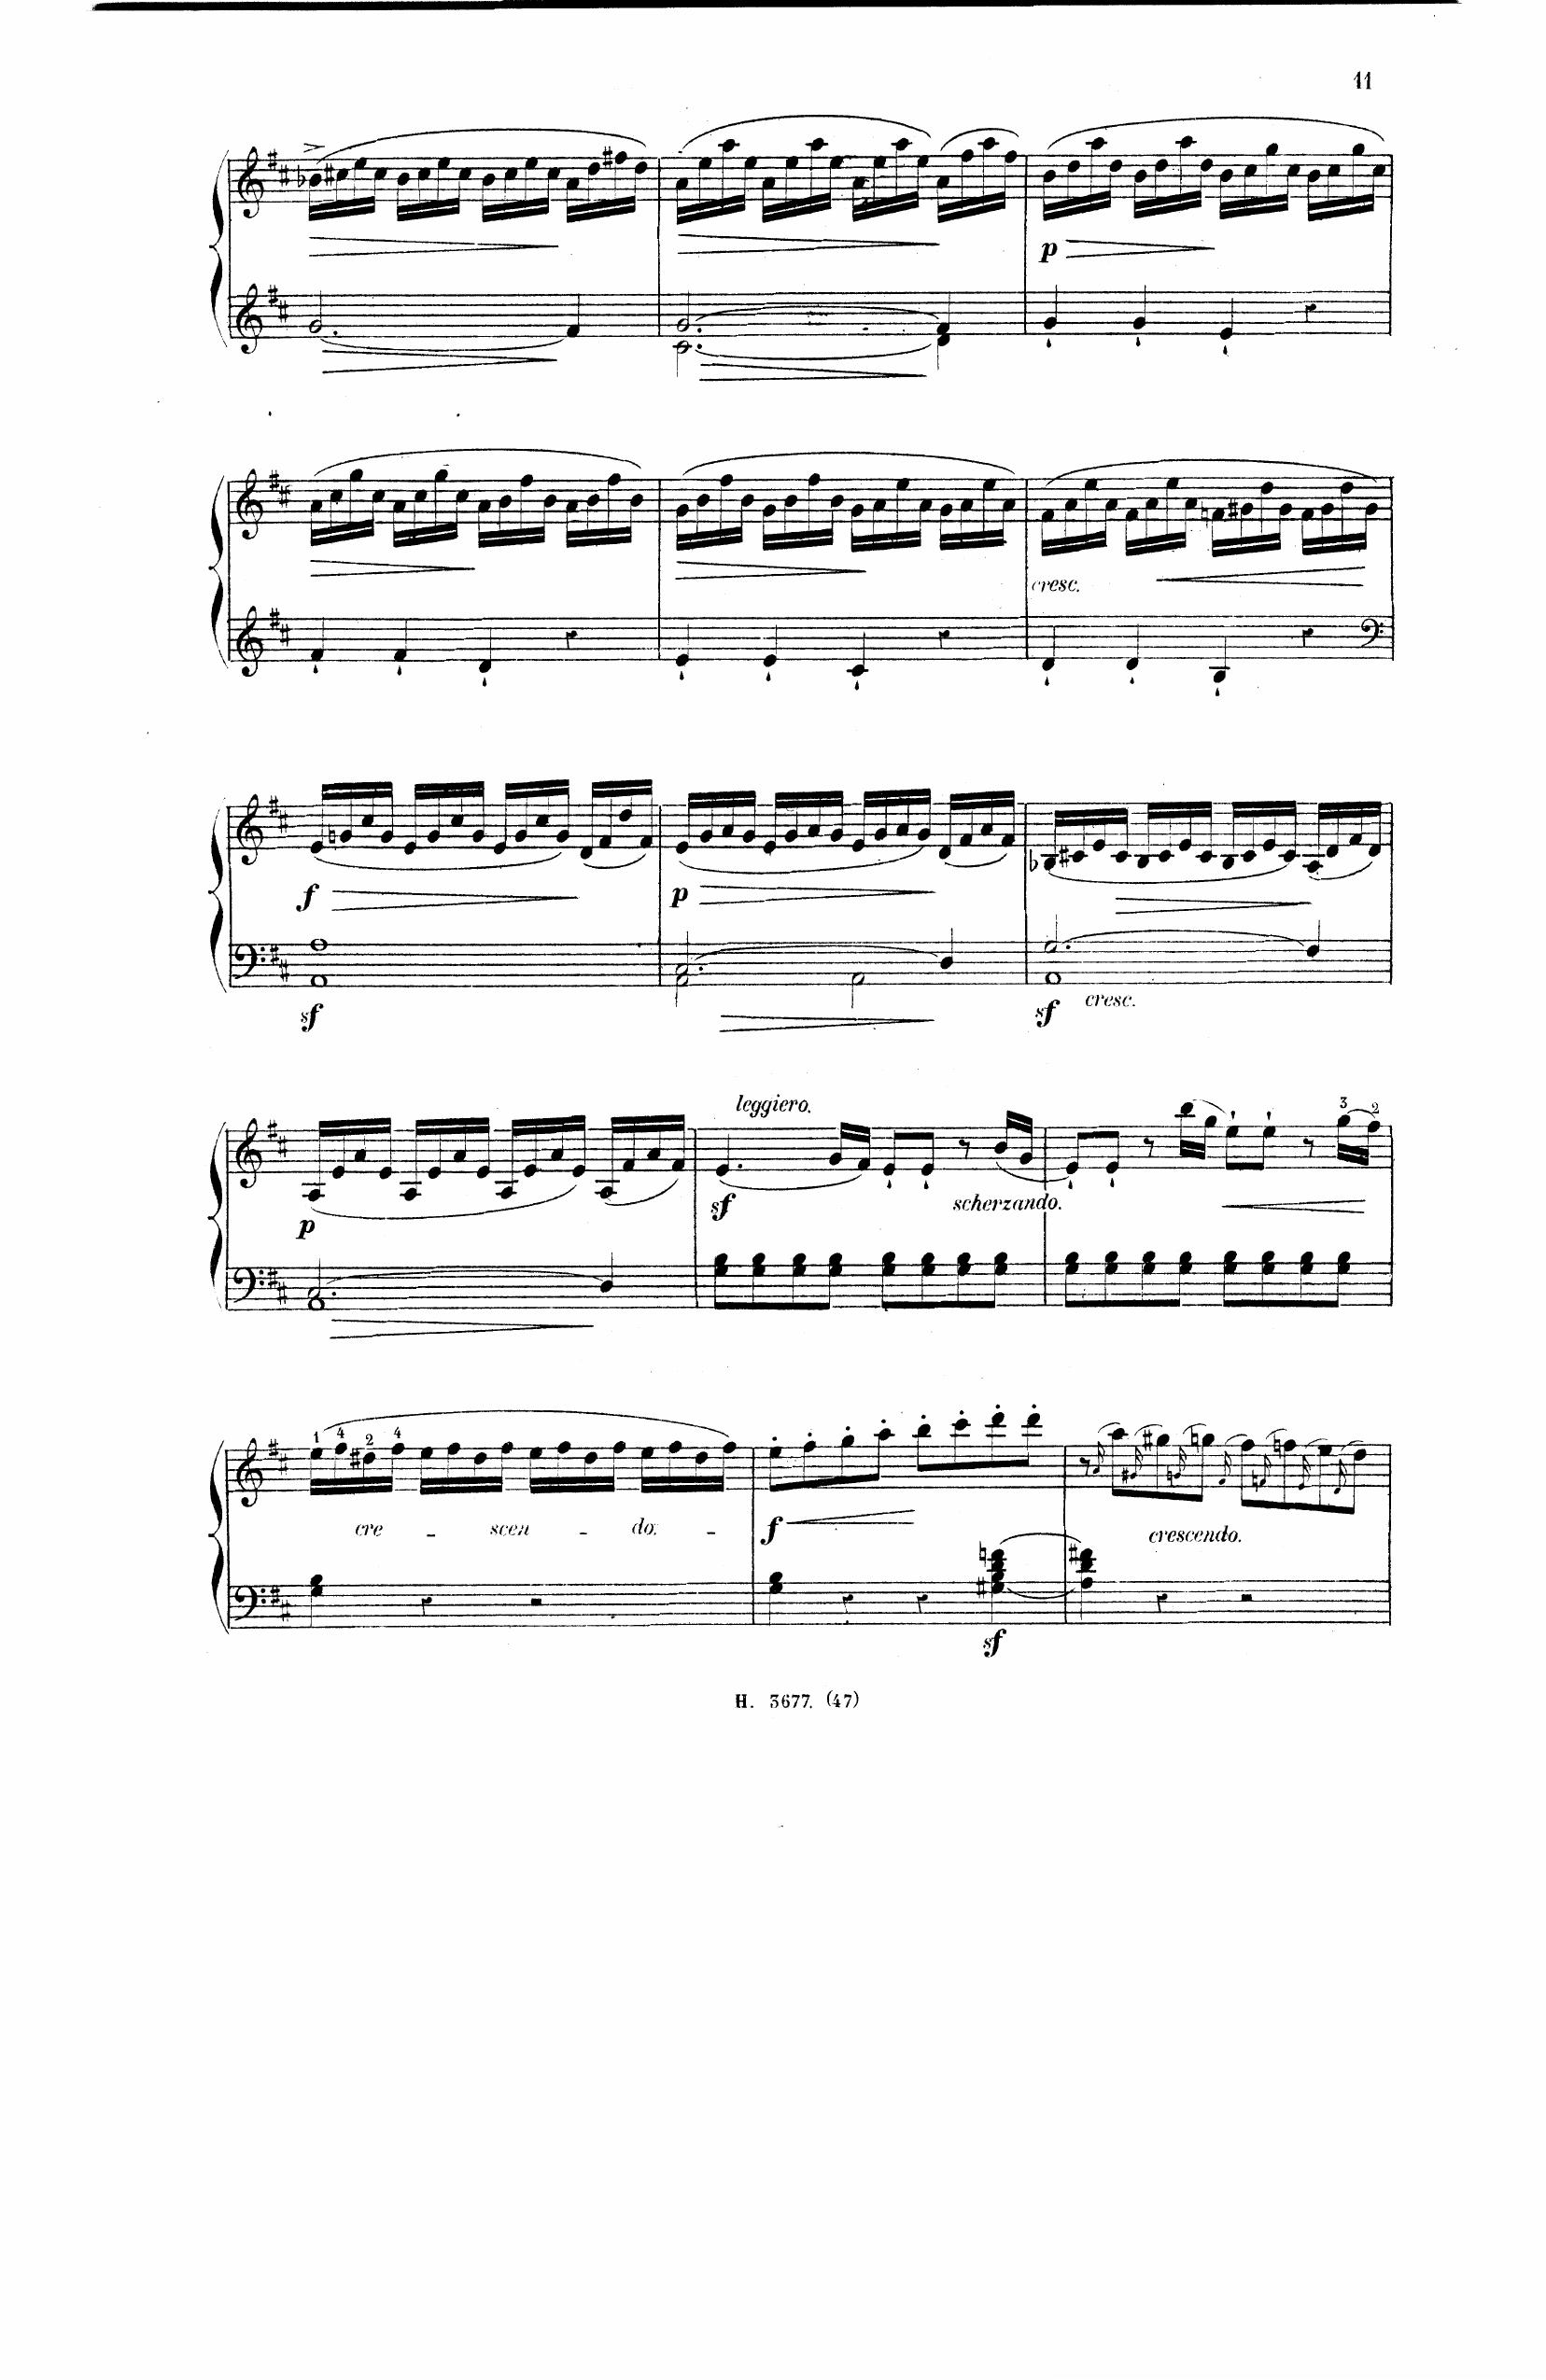 11
p
cresc.
f
p
sf
sf cresc.
leggiero.
p
sf
scherzando.
3 2
1 4 2 4
cre - scen - do. -
f
crescendo.
sf
H. 3677. (47)